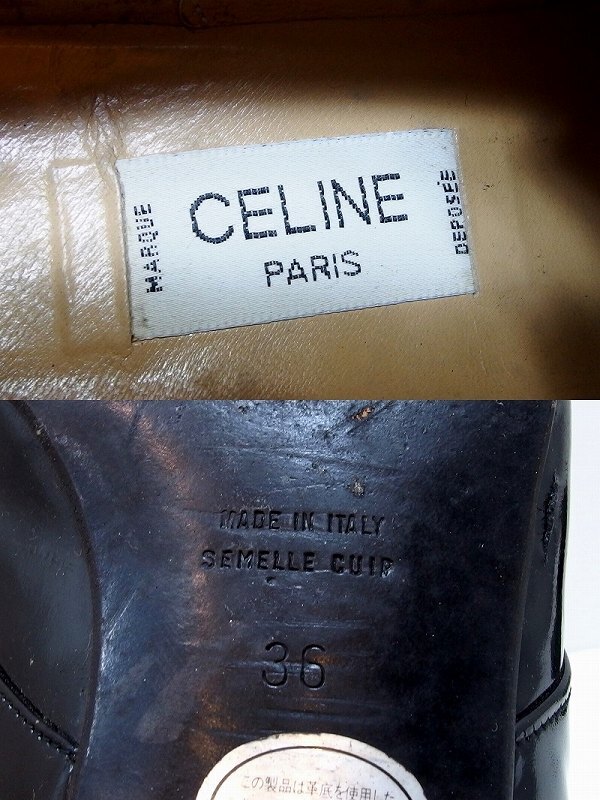 MARQUE
CELINE
PARIS
DEPOSÉE
MADE IN ITALY
SEMELLE CUIR
36
この製品は革底を使用した